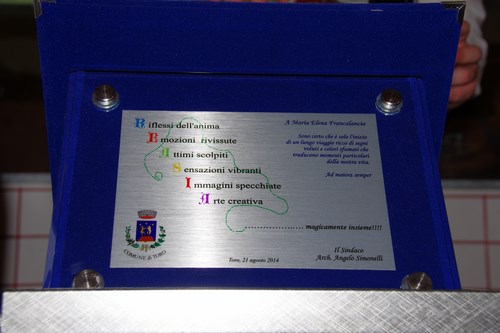 Riflessi dell'anima
Emozioni rivissute
Attimi scolpiti
Sensazioni vibranti
Immagini specchiate
Arte creativa
magicamente insieme!!!!
A Maria Elena Francalancia
Sono certo che è solo l'inizio
di un lungo viaggio ricco di sogni
voluti e colori sfumati che
traducono momenti particolari
della nostra vita.
Ad maiora semper
COMUNE di TORO
Toro, 21 agosto 2014
Il Sindaco
Arch. Angelo Simonelli